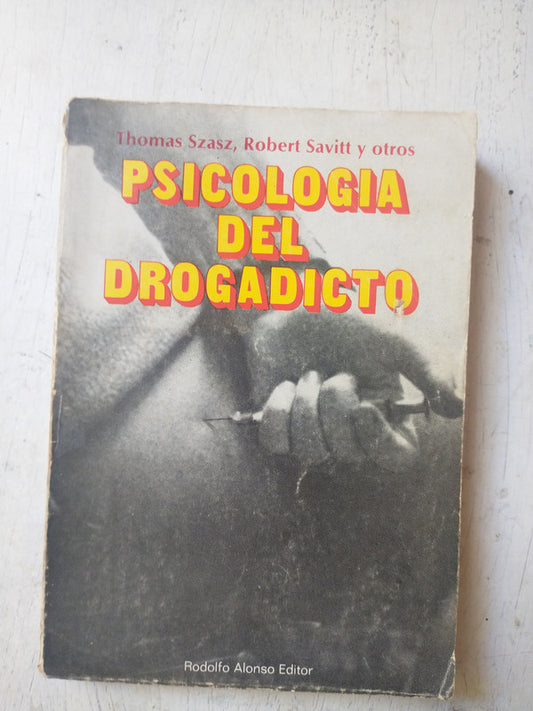 Thomas Szasz, Robert Savitt y otros
PSICOLOGIA
DEL
DROGADICTO
Rodolfo Alonso Editor